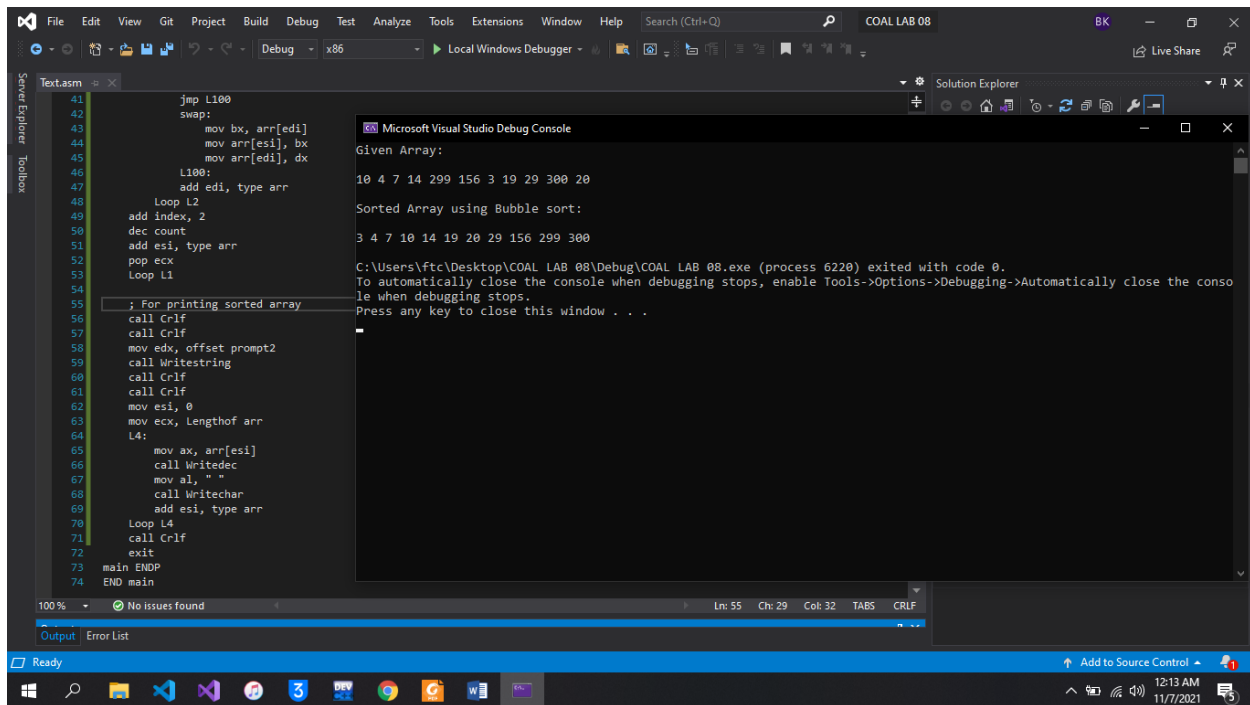 File Edit View Git Project Build Debug Test Analyze Tools Extensions Window Help Search (Ctrl+Q) COAL LAB 08 BK
Debug x86 Local Windows Debugger Live Share
Server Explorer
Toolbox
Text.asm
41 jmp L100
42 swap:
43 mov bx, arr[edi]
44 mov arr[esi], bx
45 mov arr[edi], dx
46 L100:
47 add edi, type arr
48 Loop L2
49 add index, 2
50 dec count
51 add esi, type arr
52 pop ecx
53 Loop L1
54
55 ; For printing sorted array
56 call Crlf
57 call Crlf
58 mov edx, offset prompt2
59 call Writestring
60 call Crlf
61 call Crlf
62 mov esi, 0
63 mov ecx, Lengthof arr
64 L4:
65 mov ax, arr[esi]
66 call Writedec
67 mov al, " "
68 call Writechar
69 add esi, type arr
70 Loop L4
71 call Crlf
72 exit
73 main ENDP
74 END main
Solution Explorer
Microsoft Visual Studio Debug Console
Given Array:
10 4 7 14 299 156 3 19 29 300 20
Sorted Array using Bubble sort:
3 4 7 10 14 19 20 29 156 299 300
C:\Users\ftc\Desktop\COAL LAB 08\Debug\COAL LAB 08.exe (process 6220) exited with code 0.
To automatically close the console when debugging stops, enable Tools->Options->Debugging->Automatically close the conso
le when debugging stops.
Press any key to close this window . . .
100 % No issues found Ln: 55 Ch: 29 Col: 32 TABS CRLF
Output Error List
Ready Add to Source Control 1
DEV W
12:13 AM
11/7/2021
5